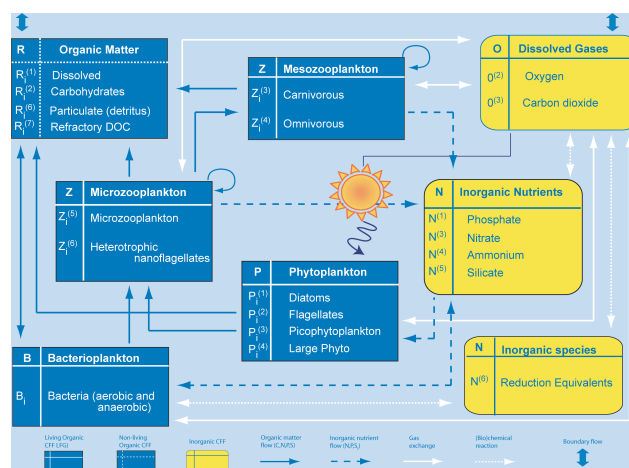 R Organic Matter
Ri(1) Dissolved
Ri(2) Carbohydrates
Ri(6) Particulate (detritus)
Ri(7) Refractory DOC
Z Mesozooplankton
Zi(3) Carnivorous
Zi(4) Omnivorous
O Dissolved Gases
O(2) Oxygen
O(3) Carbon dioxide
Z Microzooplankton
Zi(5) Microzooplankton
Zi(6) Heterotrophic
nanoflagellates
N Inorganic Nutrients
N(1) Phosphate
N(3) Nitrate
N(4) Ammonium
N(5) Silicate
P Phytoplankton
Pi(1) Diatoms
Pi(2) Flagellates
Pi(3) Picophytoplankton
Pi(4) Large Phyto
B Bacterioplankton
Bi Bacteria (aerobic and
anaerobic)
N Inorganic species
N(6) Reduction Equivalents
Living Organic
CFF LFG)
Non-living
Organic CFF
Inorganic CFF
Organic matter
flow (C,N,P,S)
Inorganic nutrient
flow (N,P,S,)
Gas
exchange
(Bio)chemical
reaction
Boundary flow